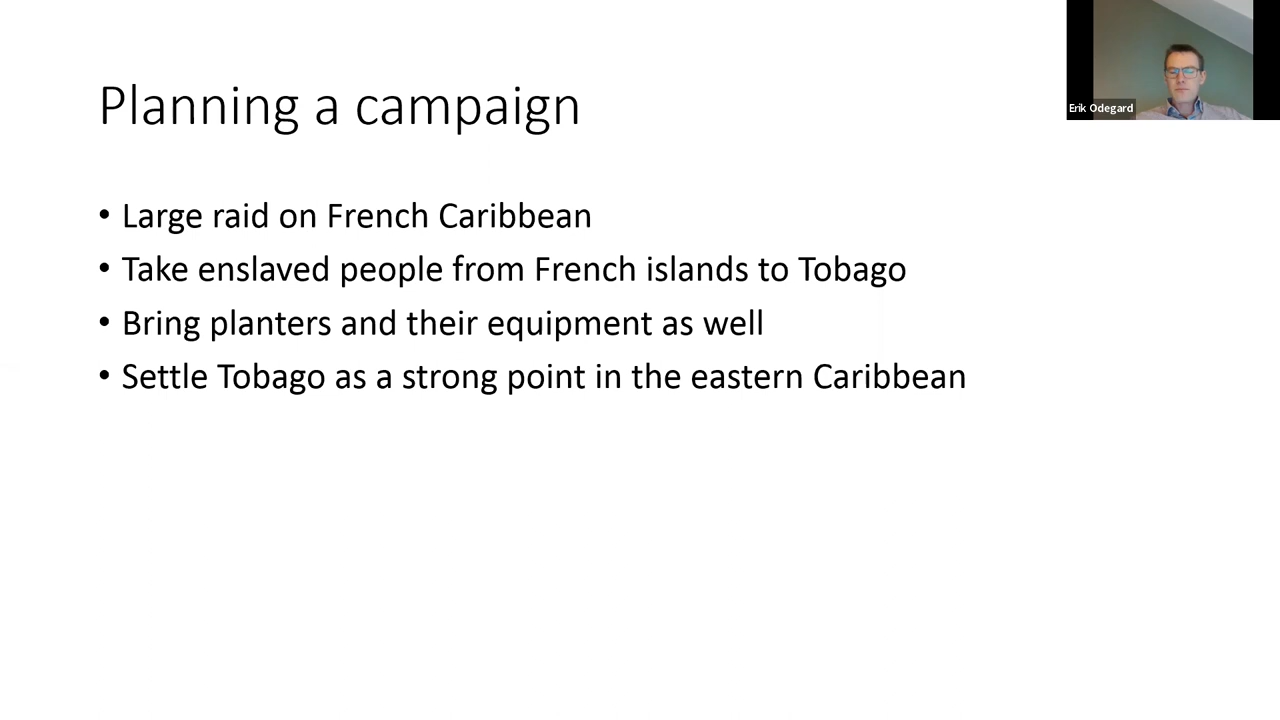 Planning a campaign
• Large raid on French Caribbean
• Take enslaved people from French islands to Tobago
• Bring planters and their equipment as well
• Settle Tobago as a strong point in the eastern Caribbean
Erik Odegard